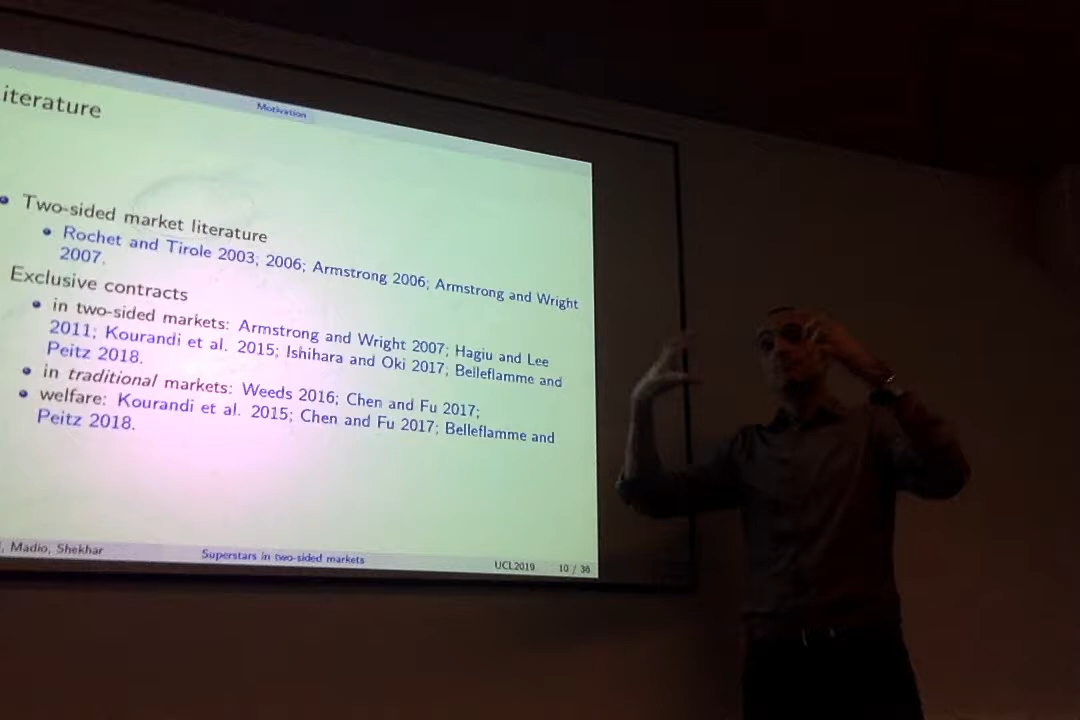 Motivation
iterature
Two-sided market literature
Rochet and Tirole 2003; 2006; Armstrong 2006; Armstrong and Wright
2007.
Exclusive contracts
in two-sided markets: Armstrong and Wright 2007; Hagiu and Lee
2011; Kourandi et al. 2015; Ishihara and Oki 2017; Belleflamme and
Peitz 2018.
in traditional markets: Weeds 2016; Chen and Fu 2017;
welfare: Kourandi et al. 2015; Chen and Fu 2017; Belleflamme and
Peitz 2018.
, Madio, Shekhar Superstars in two-sided markets UCL2019 10 / 36